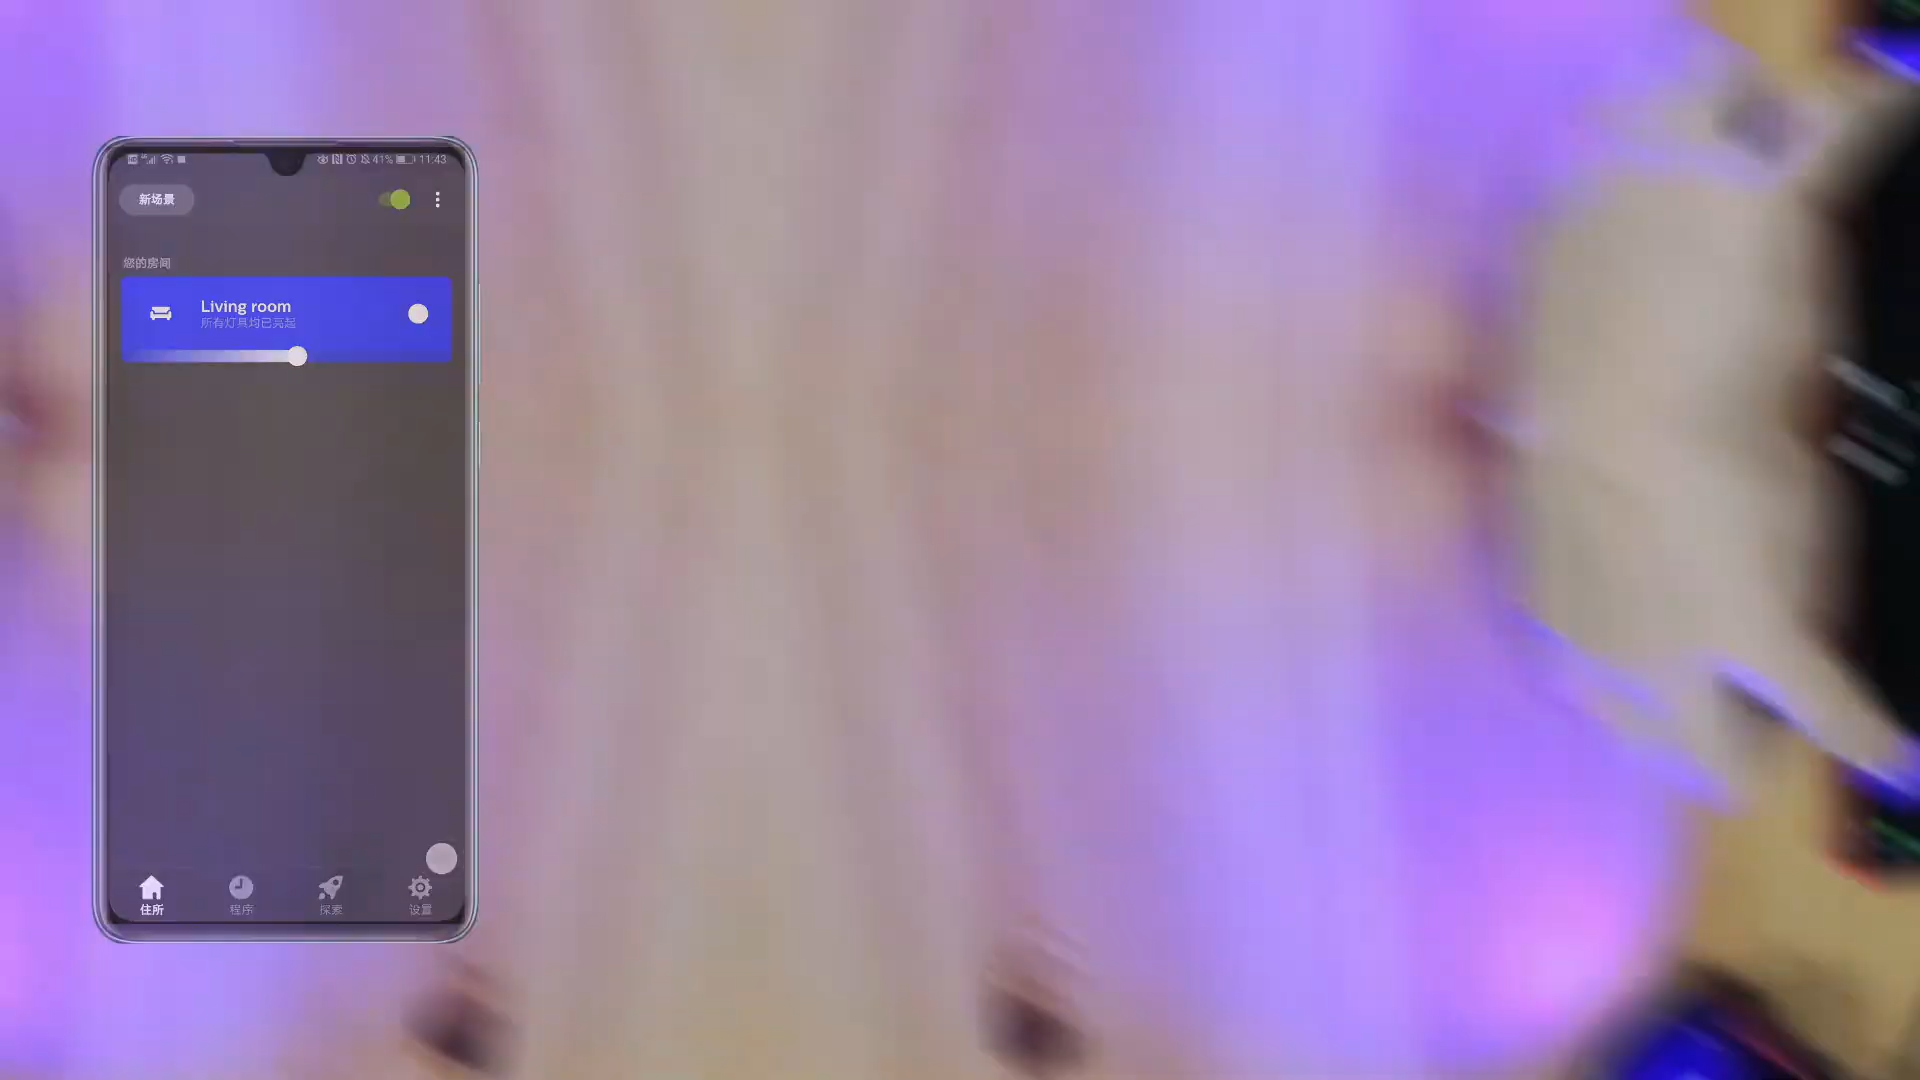 41% 11:43
新场景
您的房间
Living room
所有灯具均已亮起
住所 程序 探索 设置